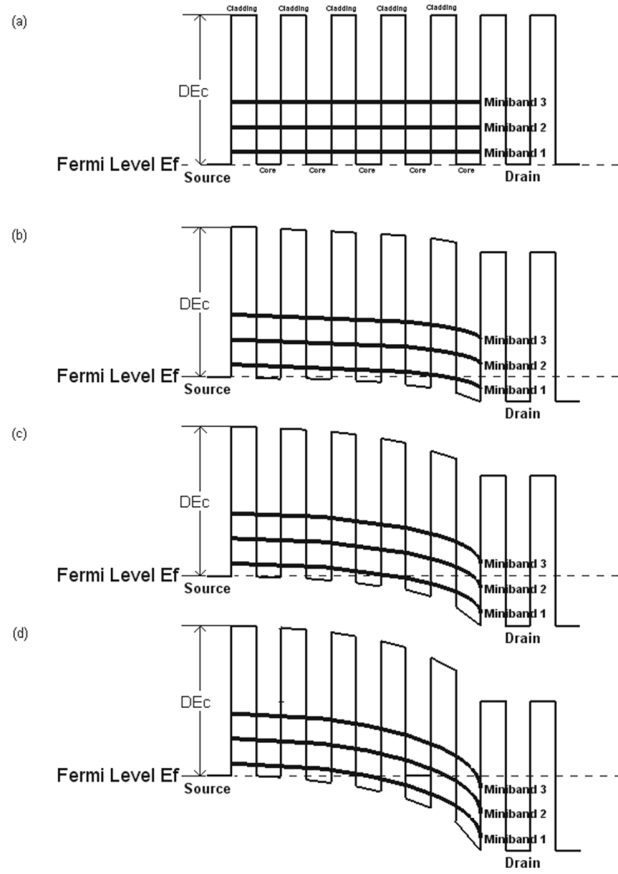 (a)
Cladding Cladding Cladding Cladding Cladding
DEc
Miniband 3
Miniband 2
Miniband 1
Fermi Level Ef
Source
Core Core Core Core Core
Drain
(b)
DEc
Miniband 3
Miniband 2
Fermi Level Ef
Miniband 1
Source
Drain
(c)
DEc
Miniband 3
Fermi Level Ef
Miniband 2
Source
Miniband 1
Drain
(d)
DEc
Fermi Level Ef
Source
Miniband 3
Miniband 2
Miniband 1
Drain